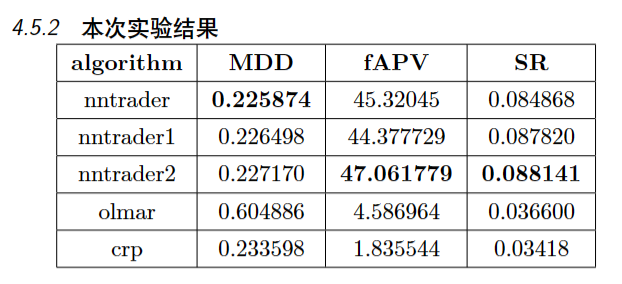 4.5.2 本次实验结果
algorithm MDD fAPV SR
nntrader 0.225874 45.32045 0.084868
nntrader1 0.226498 44.377729 0.087820
nntrader2 0.227170 47.061779 0.088141
olmar 0.604886 4.586964 0.036600
crp 0.233598 1.835544 0.03418